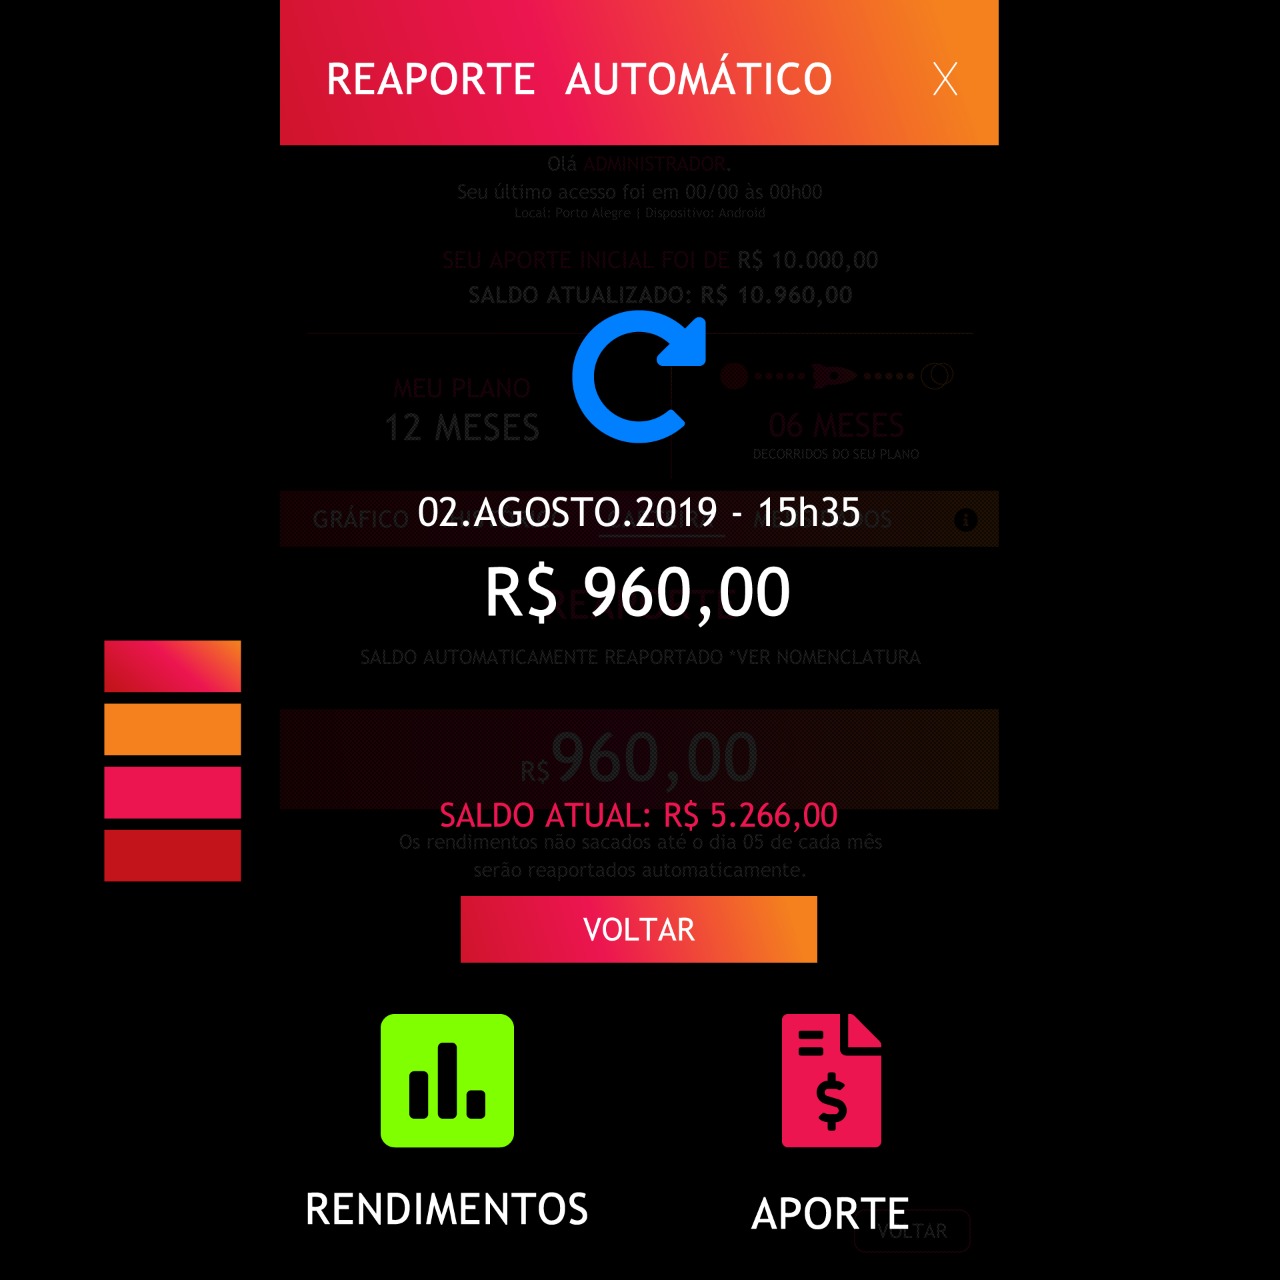 REAPORTE AUTOMÁTICO X
Olá ADMINISTRADOR.
Seu último acesso foi em 00/00 às 00h00
Local: Porto Alegre | Dispositivo: Android
SEU APORTE INICIAL FOI DE R$ 10.000,00
SALDO ATUALIZADO: R$ 10.960,00
MEU PLANO
12 MESES
06 MESES
DECORRIDOS DO SEU PLANO
02.AGOSTO.2019 - 15h35
GRÁFICO
R$ 960,00
REAPORTE
SALDO AUTOMATICAMENTE REAPORTADO *VER NOMENCLATURA
R$960,00
SALDO ATUAL: R$ 5.266,00
Os rendimentos não sacados até o dia 05 de cada mês
serão reaportados automaticamente.
VOLTAR
RENDIMENTOS
APORTE
VOLTAR